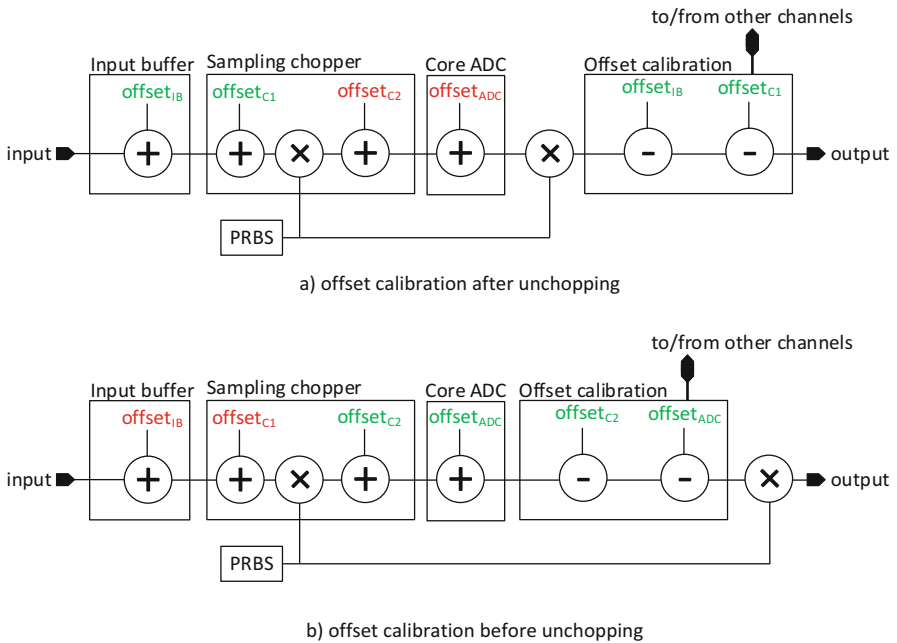 to/from other channels
Input buffer Sampling chopper Core ADC Offset calibration
offsetIB offsetC1 offsetC2 offsetADC offsetIB offsetC1
input + + × + + × - - output
PRBS
a) offset calibration after unchopping
to/from other channels
Input buffer Sampling chopper Core ADC Offset calibration
offsetIB offsetC1 offsetC2 offsetADC offsetC2 offsetADC
input + + × + + - - × output
PRBS
b) offset calibration before unchopping